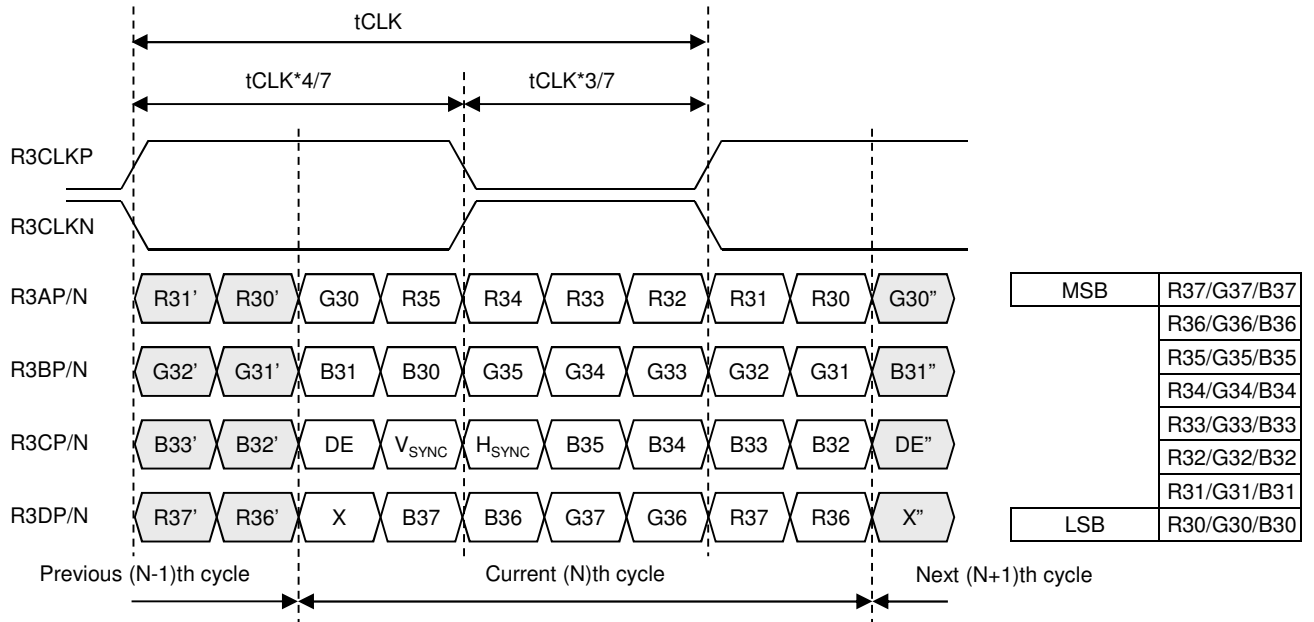 tCLK
tCLK*4/7 tCLK*3/7
R3CLKP
R3CLKN
R3AP/N R31’ R30’ G30 R35 R34 R33 R32 R31 R30 G30”
R3BP/N G32’ G31’ B31 B30 G35 G34 G33 G32 G31 B31”
R3CP/N B33’ B32’ DE VSYNC HSYNC B35 B34 B33 B32 DE”
R3DP/N R37’ R36’ X B37 B36 G37 G36 R37 R36 X”
Previous (N-1)th cycle Current (N)th cycle Next (N+1)th cycle
MSB R37/G37/B37
R36/G36/B36
R35/G35/B35
R34/G34/B34
R33/G33/B33
R32/G32/B32
R31/G31/B31
LSB R30/G30/B30